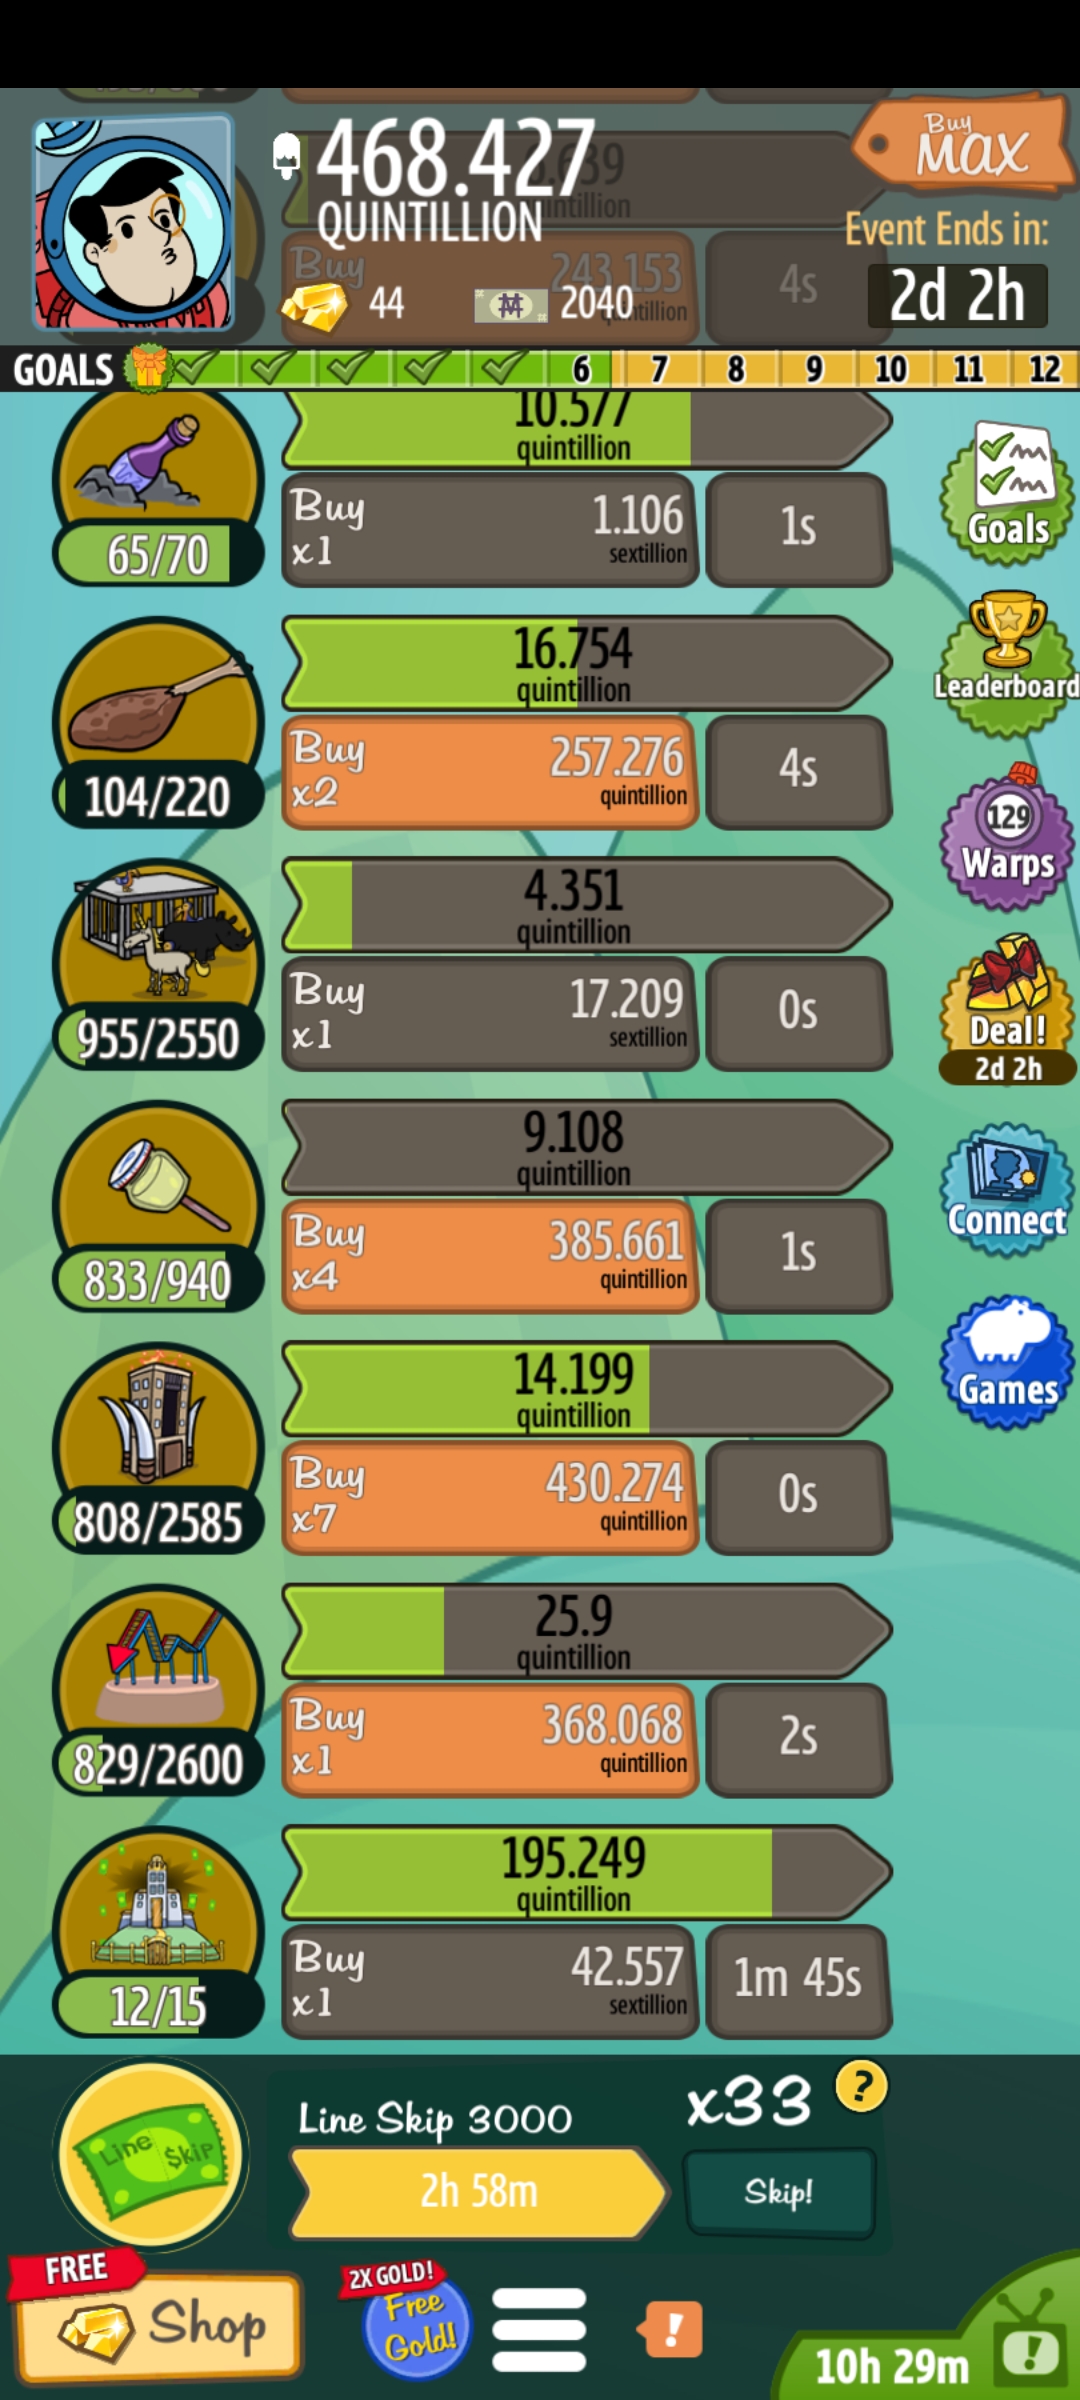 468.427
QUINTILLION
Buy
MAX
Event Ends in:
2d 2h
Buy
243.153
quintillion
4s
44
2040
GOALS
6
7
8
9
10
11
12
10.577
quintillion
65/70
Buy
x1
1.106
sextillion
1s
Goals
Leaderboard
16.754
quintillion
104/220
Buy
x2
257.276
quintillion
4s
129
Warps
4.351
quintillion
955/2550
Buy
x1
17.209
sextillion
0s
Deal!
2d 2h
9.108
quintillion
833/940
Buy
x4
385.661
quintillion
1s
Connect
14.199
quintillion
808/2585
Buy
x7
430.274
quintillion
0s
Games
25.9
quintillion
829/2600
Buy
x1
368.068
quintillion
2s
195.249
quintillion
12/15
Buy
x1
42.557
sextillion
1m 45s
Line $kip
Line Skip 3000
x33
?
2h 58m
Skip!
FREE
Shop
2X GOLD!
Free
Gold!
!
10h 29m
!